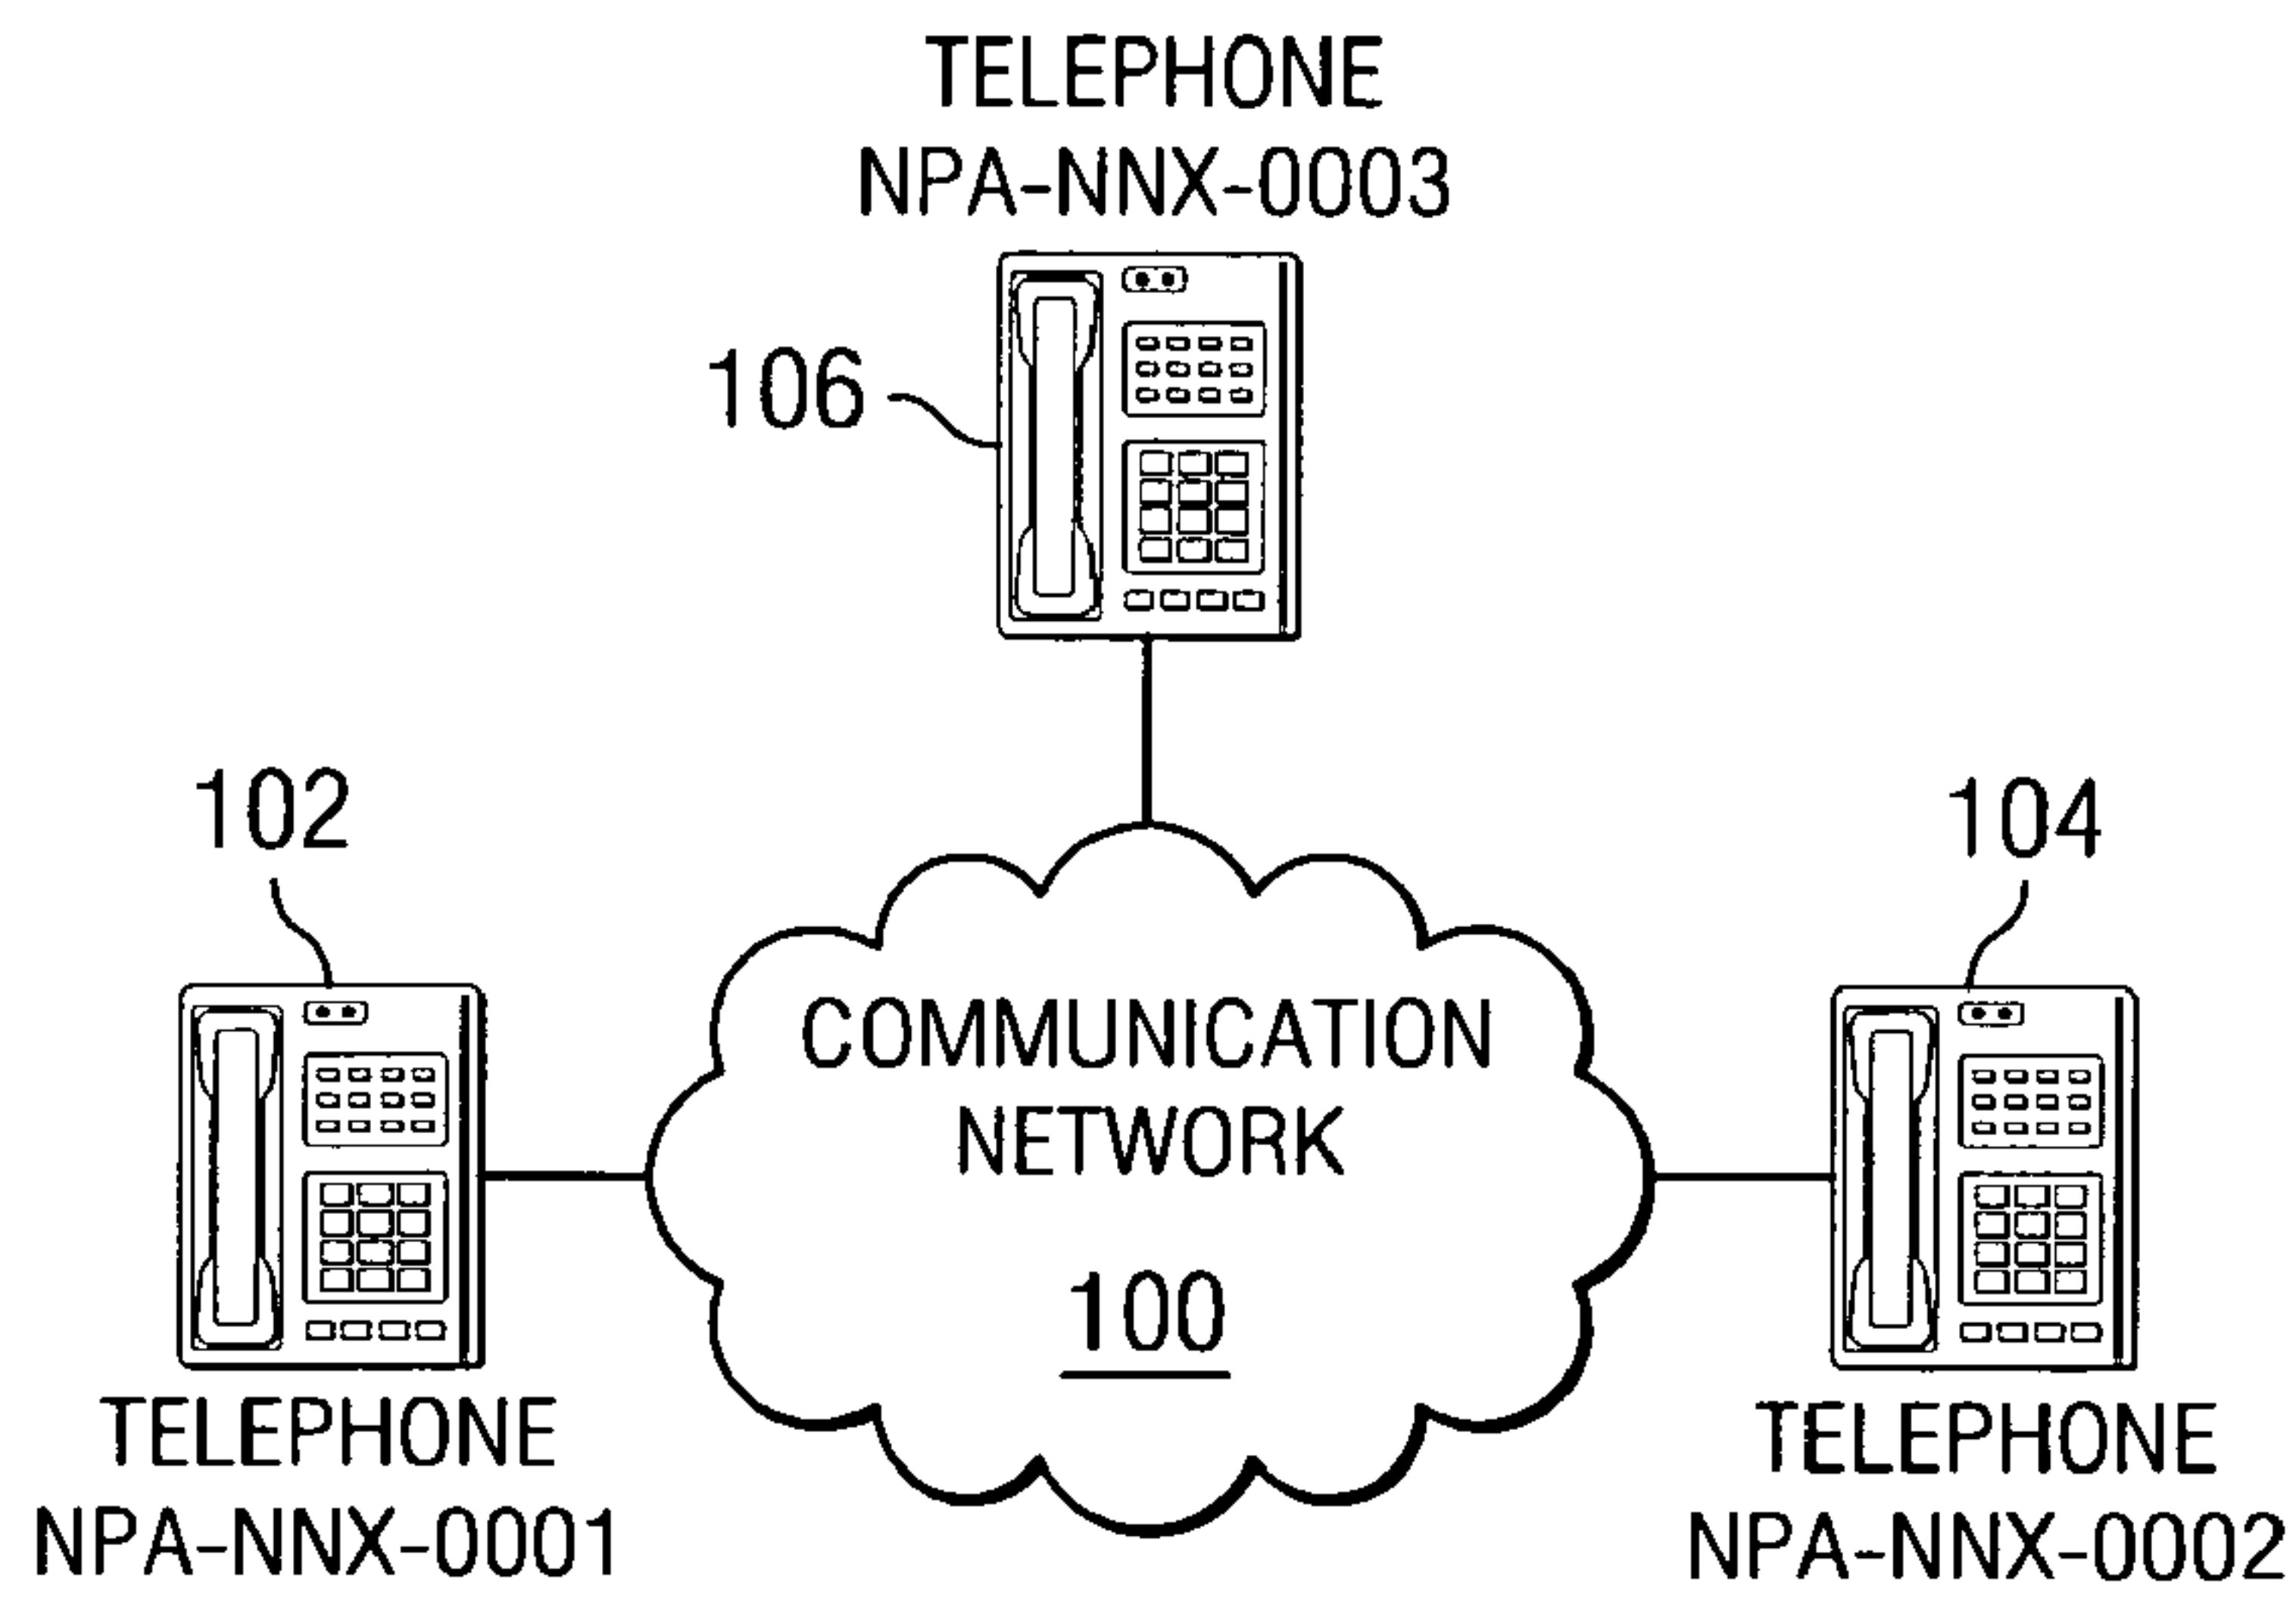 TELEPHONE
NPA-NNX-0003
106
102
104
COMMUNICATION
NETWORK
100
TELEPHONE
NPA-NNX-0001
TELEPHONE
NPA-NNX-0002